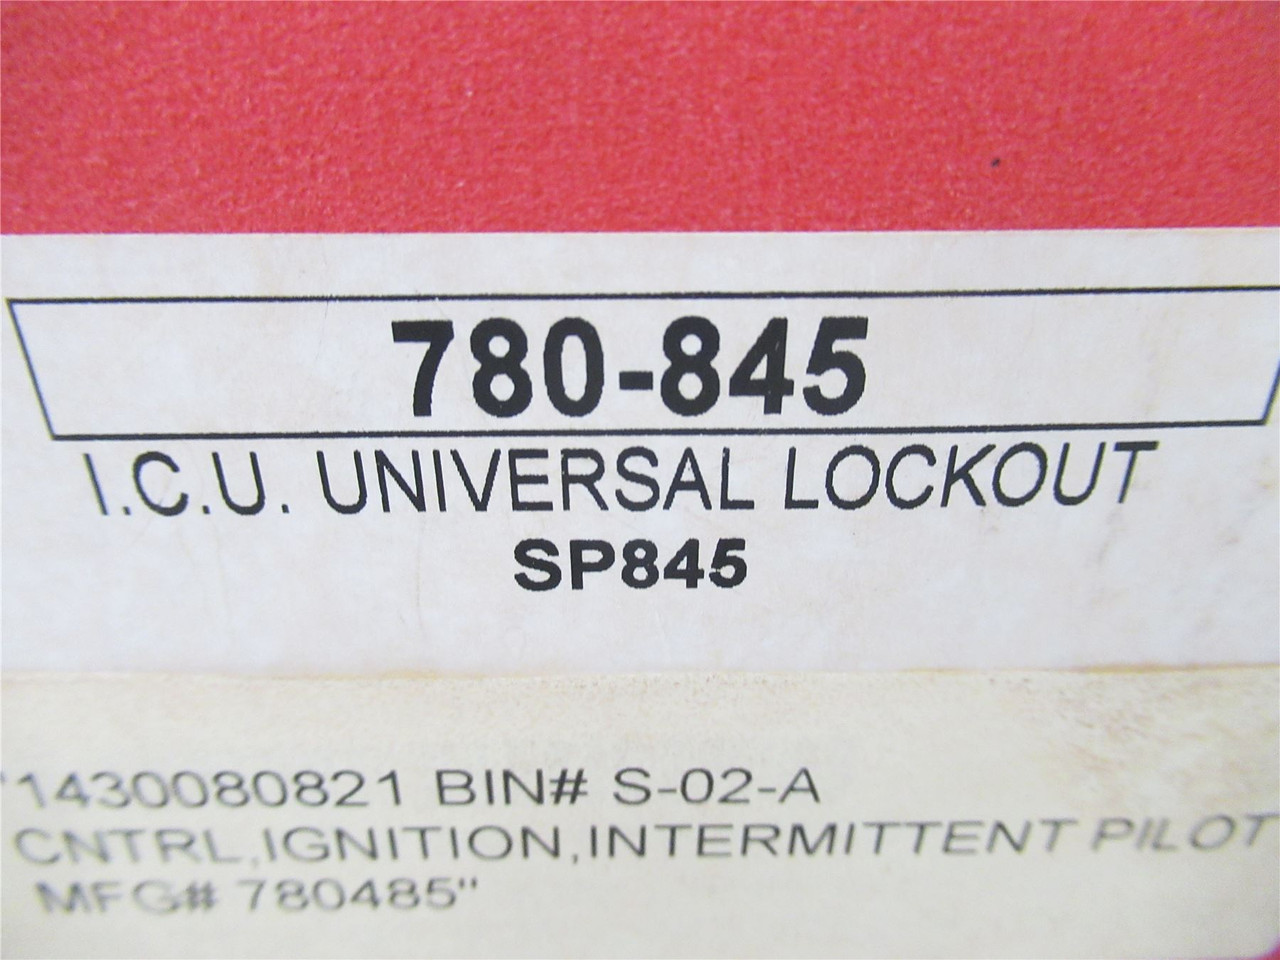 780-845
I.C.U. UNIVERSAL LOCKOUT
SP845
"1430080821 BIN# S-02-A
CNTRL,IGNITION,INTERMITTENT PILOT
MFG# 780485"